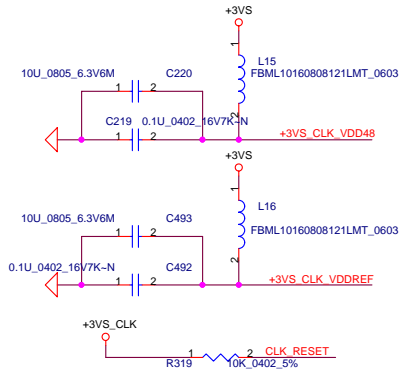 +3VS
1
L15
10U_0805_6.3V6M C220 FBML10160808121LMT_0603
1 2
2
C219 0.1U_0402_16V7K~N
1 2 +3VS_CLK_VDD48
+3VS
1
L16
10U_0805_6.3V6M C493
FBML10160808121LMT_0603
1 2
2
0.1U_0402_16V7K~N C492
1 2 +3VS_CLK_VDDREF
+3VS_CLK
1 2 CLK_RESET
R319 10K_0402_5%